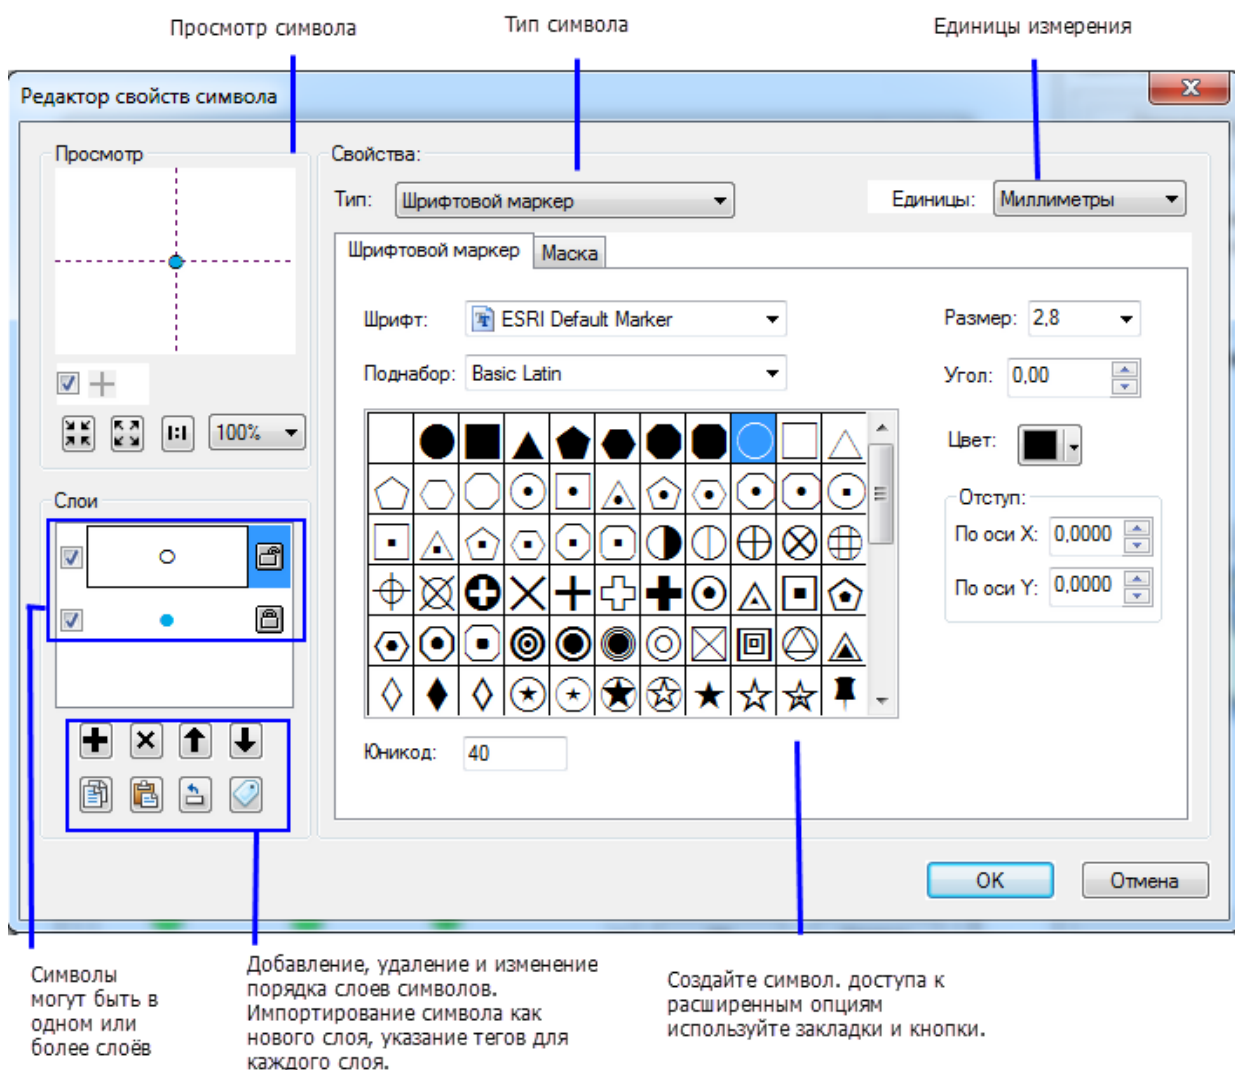 Просмотр символа
Тип символа
Единицы измерения
Редактор свойств символа
Просмотр
Свойства:
Тип: Шрифтовой маркер
Единицы: Миллиметры
Шрифтовой маркер Маска
Шрифт: ESRI Default Marker
Размер: 2,8
Поднабор: Basic Latin
Угол: 0,00
100%
Цвет:
Слои
Отступ:
По оси X: 0,0000
По оси Y: 0,0000
Юникод: 40
OK
Отмена
Символы
могут быть в
одном или
более слоёв
Добавление, удаление и изменение
порядка слоев символов.
Импортирование символа как
нового слоя, указание тегов для
каждого слоя.
Создайте символ. доступа к
расширенным опциям
используйте закладки и кнопки.